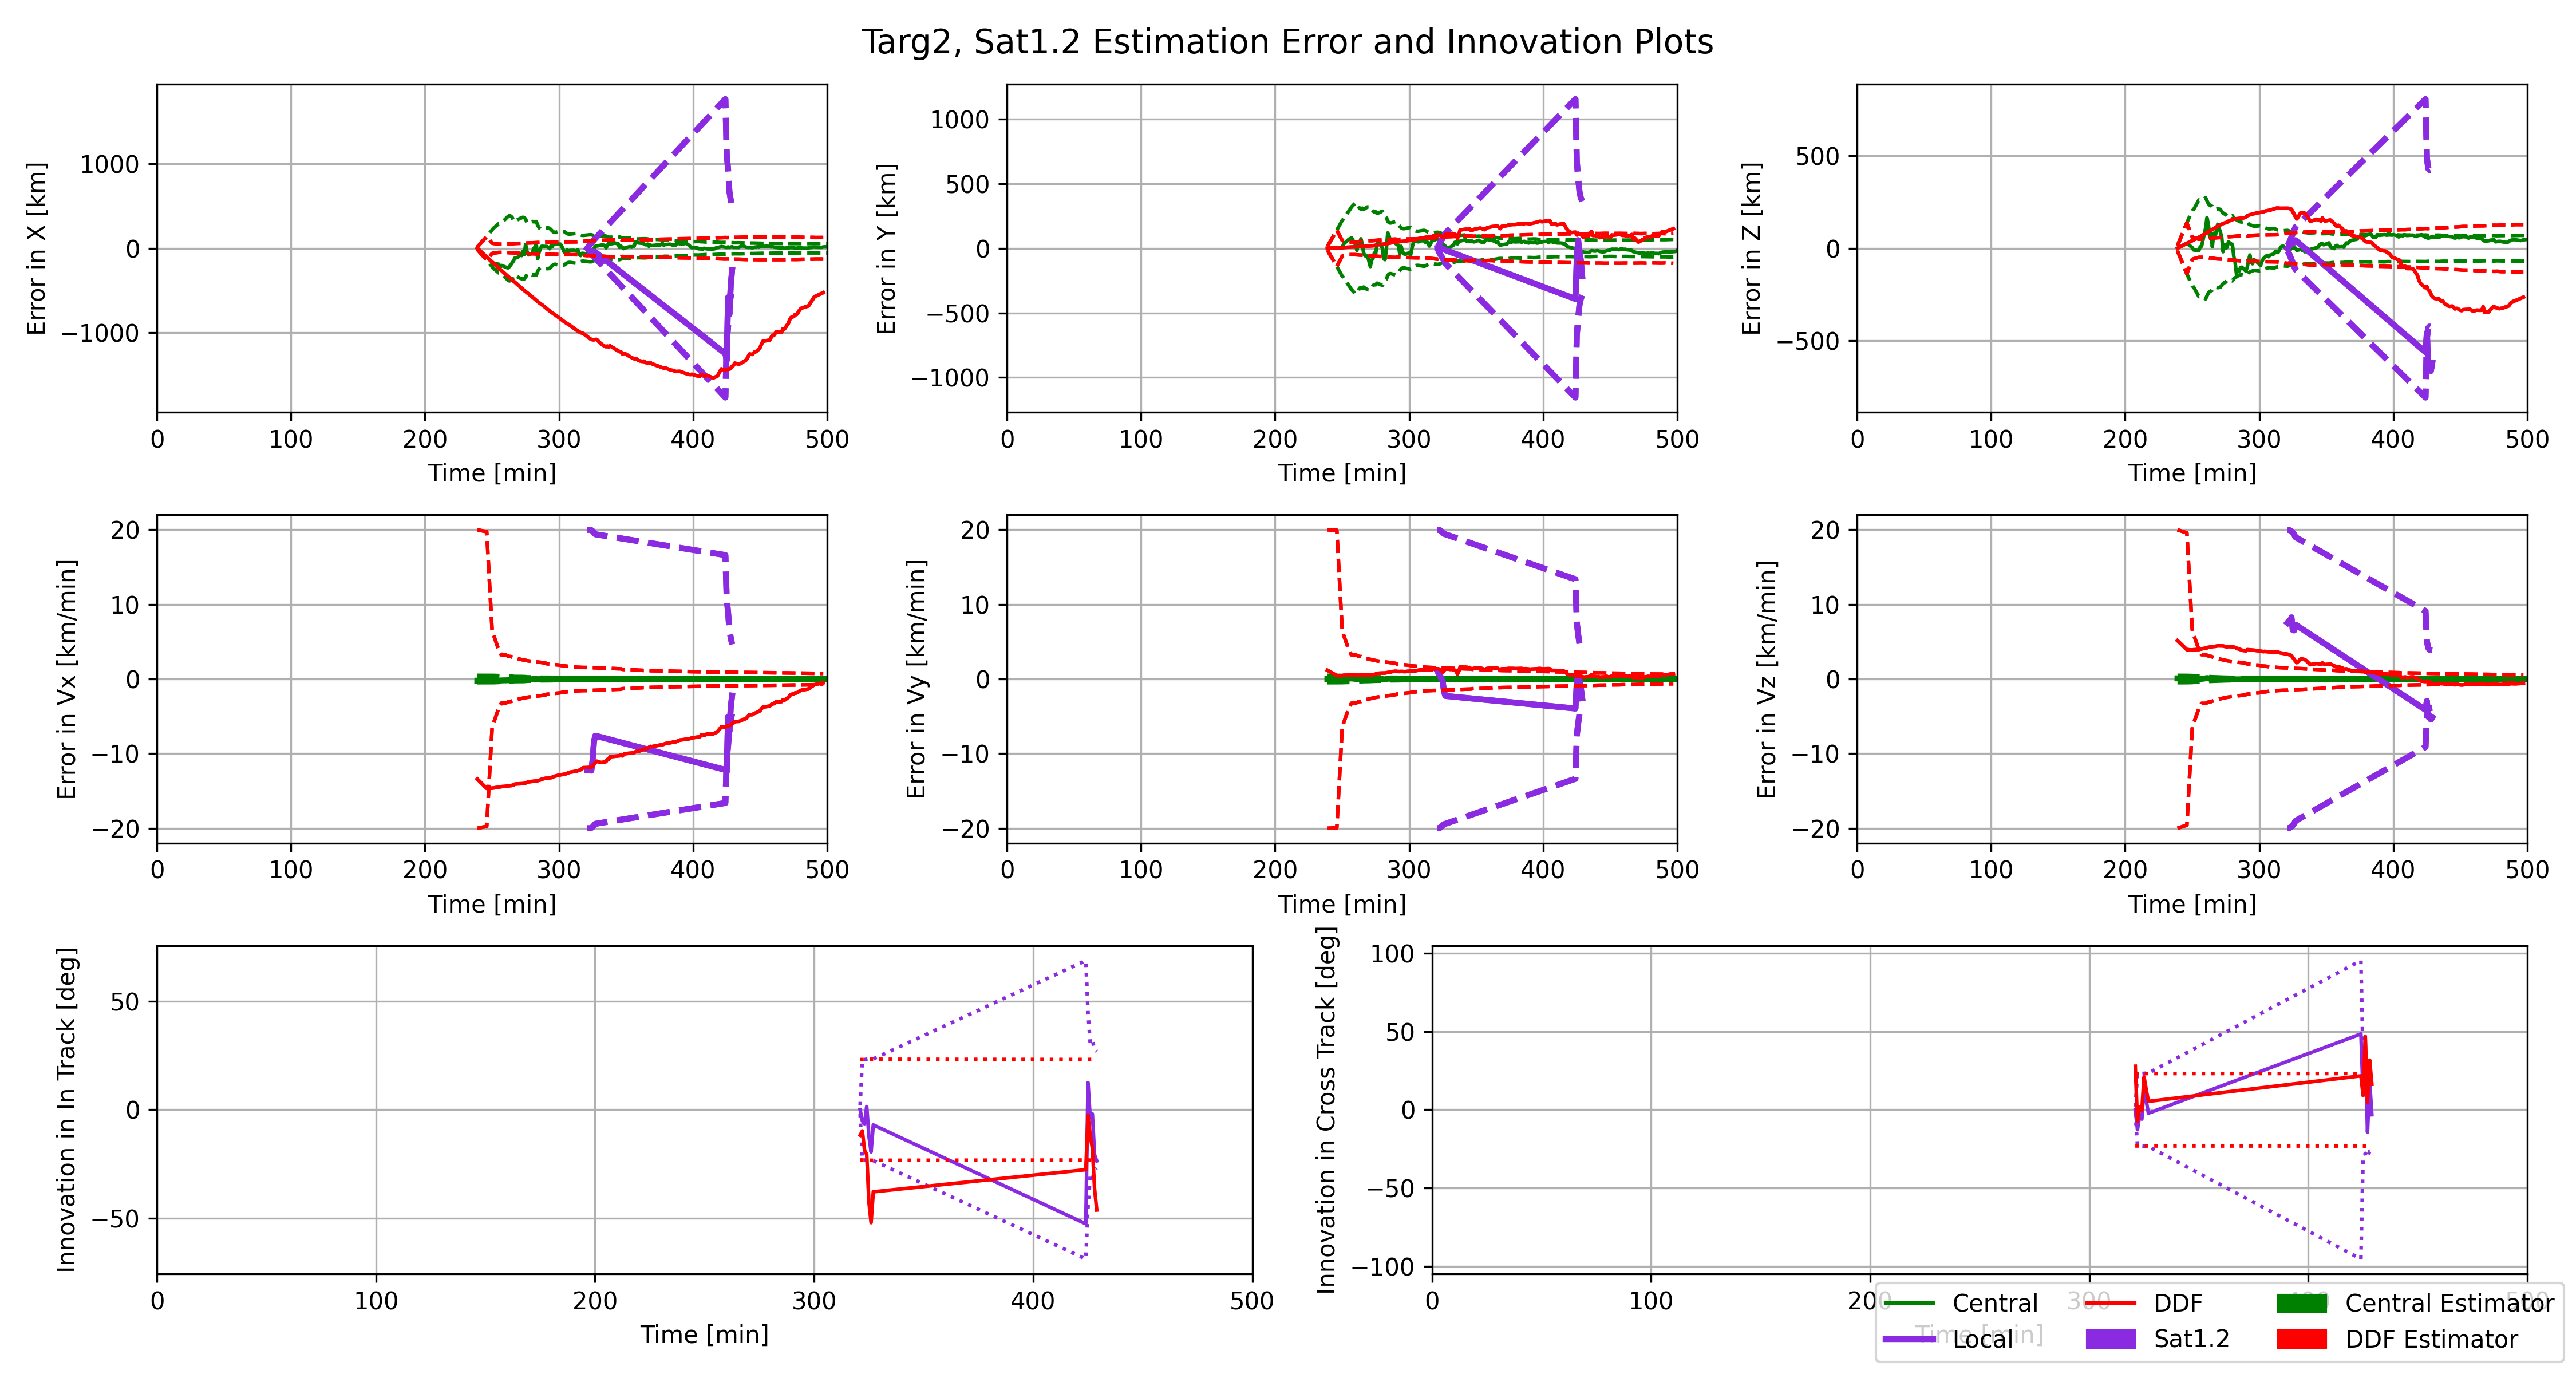 Targ2, Sat1.2 Estimation Error and Innovation Plots
Error in X [km]
1000
0
−1000
0 100 200 300 400 500
Time [min]
Error in Y [km]
1000
500
0
−500
−1000
0 100 200 300 400 500
Time [min]
Error in Z [km]
500
0
−500
0 100 200 300 400 500
Time [min]
Error in Vx [km/min]
20
10
0
−10
−20
0 100 200 300 400 500
Time [min]
Error in Vy [km/min]
20
10
0
−10
−20
0 100 200 300 400 500
Time [min]
Error in Vz [km/min]
20
10
0
−10
−20
0 100 200 300 400 500
Time [min]
Innovation in In Track [deg]
50
0
−50
0 100 200 300 400 500
Time [min]
Innovation in Cross Track [deg]
100
50
0
−50
−100
0 100 200 300 400 500
Time [min]
Central DDF Central Estimator
Local Sat1.2 DDF Estimator